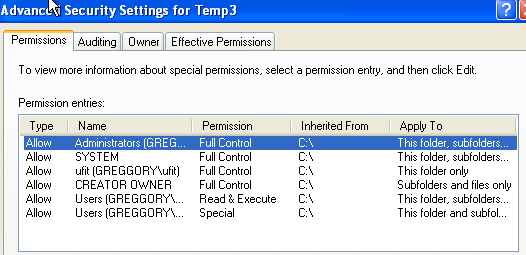 Advanced Security Settings for Temp3
Permissions Auditing Owner Effective Permissions
To view more information about special permissions, select a permission entry, and then click Edit.
Permission entries:
Type Name Permission Inherited From Apply To
Allow Administrators (GREG... Full Control C:\ This folder, subfolders...
Allow SYSTEM Full Control C:\ This folder, subfolders...
Allow ufit (GREGGORY\ufit) Full Control C:\ This folder only
Allow CREATOR OWNER Full Control C:\ Subfolders and files only
Allow Users (GREGGORY\... Read & Execute C:\ This folder, subfolders...
Allow Users (GREGGORY\... Special C:\ This folder and subfol...